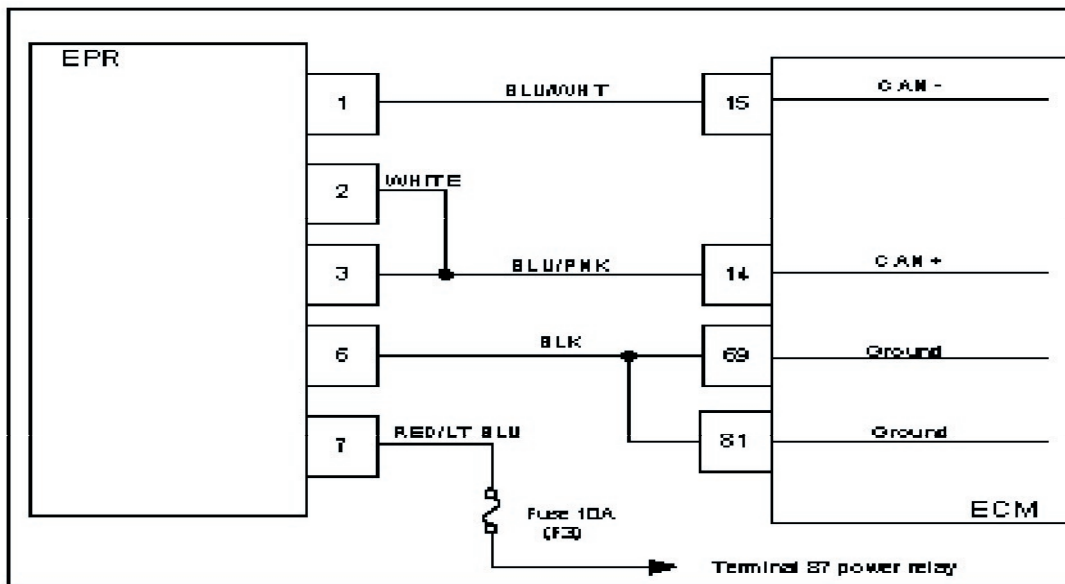 EPR
1
BLU/WHT
15
CAN -
2
WHITE
3
BLU/PNK
14
CAN +
6
BLK
69
Ground
7
RED/LT BLU
81
Ground
Fuse 10A
(F3)
ECM
Terminal 87 power relay